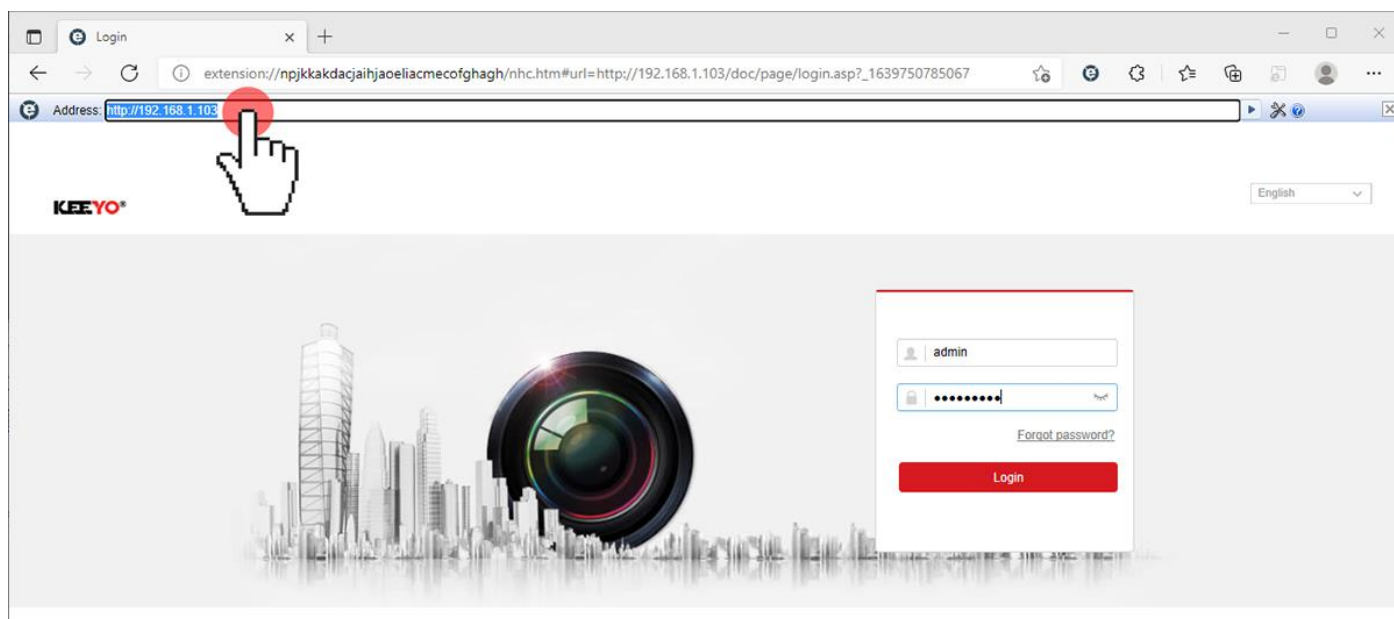 Login
extension://npjkkakdacjaihjaoeliacmecofghagh/nhc.htm#url=http://192.168.1.103/doc/page/login.asp?_1639750785067
Address: http://192.168.1.103
KEEYO®
English
admin
Forgot password?
Login